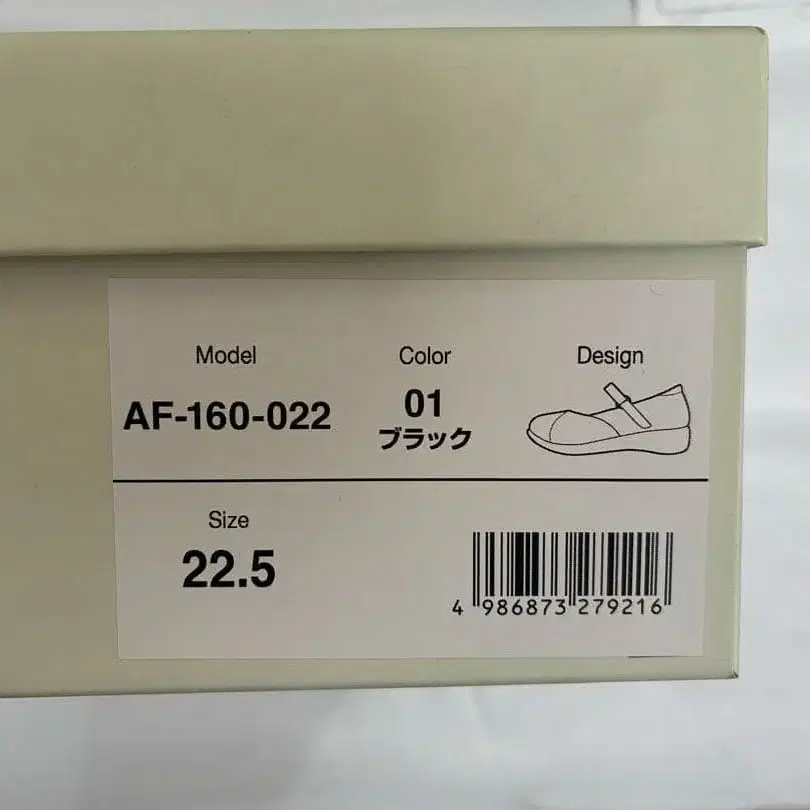 Model
Color
Design
AF-160-022
01
ブラック
Size
22.5
4 986873 279216